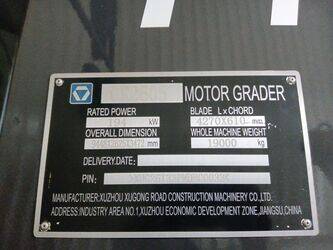 MOTOR GRADER
RATED POWER
194 kW
BLADE L×CHORD
4270X610 mm
OVERALL DIMENSION
mm
WHOLE MACHINE WEIGHT
19000 kg
DELIVERY.DATE:
PIN:
MANUFACTURER:XUZHOU XUGONG ROAD CONSTRUCTION MACHINERY CO.,LTD.
ADDRESS:INDUSTRY AREA NO.1,XUZHOU ECONOMIC DEVELOPMENT ZONE,JIANGSU,CHINA